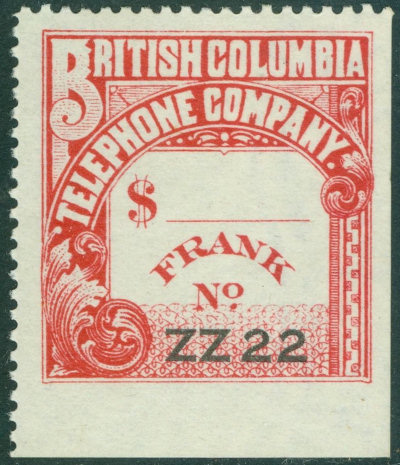 BRITISH COLUMBIA
TELEPHONE COMPANY.
$
FRANK
No
ZZ 22